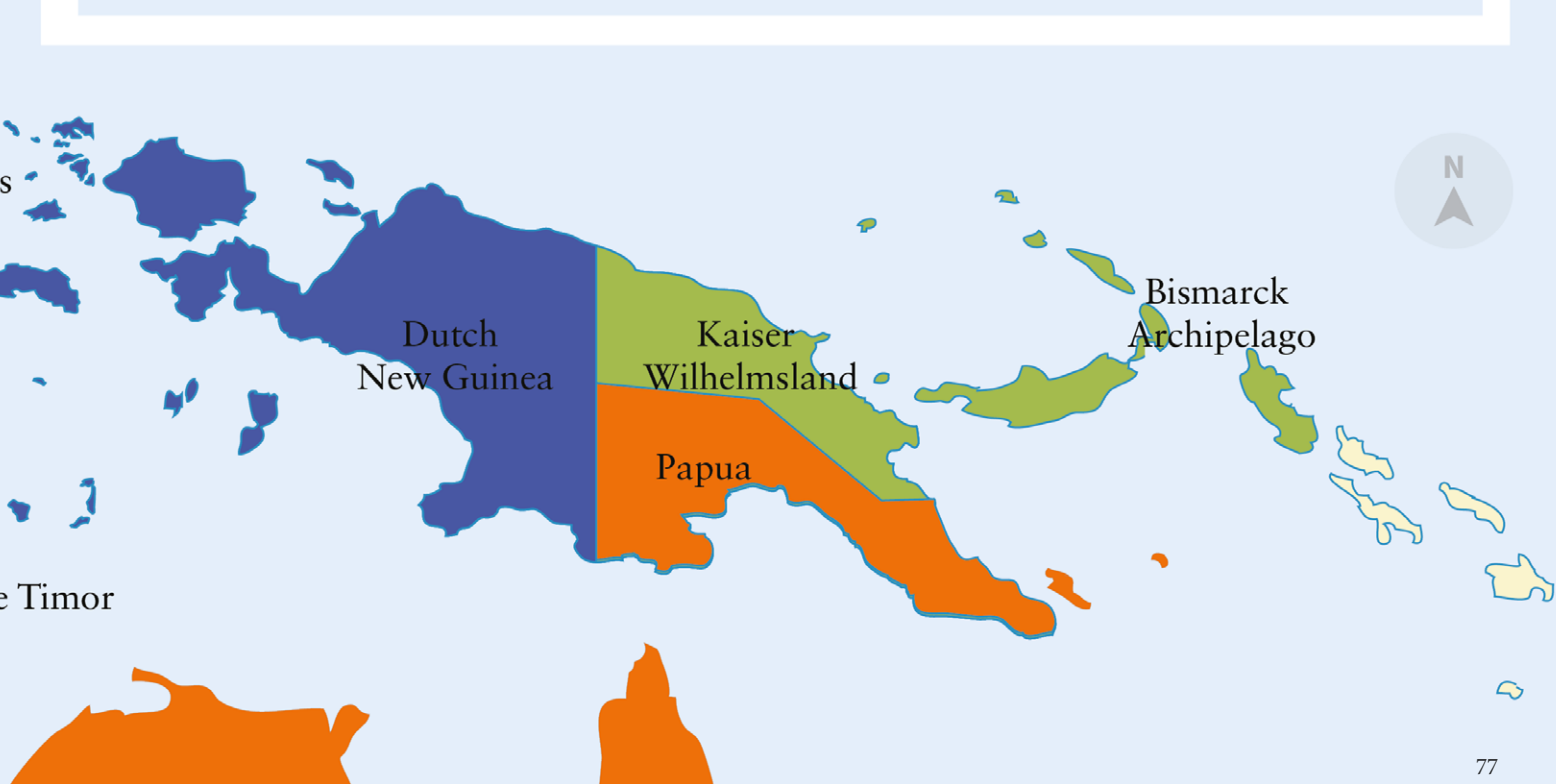 N
s
Bismarck
Archipelago
Dutch
New Guinea
Kaiser
Wilhelmsland
Papua
e Timor
77